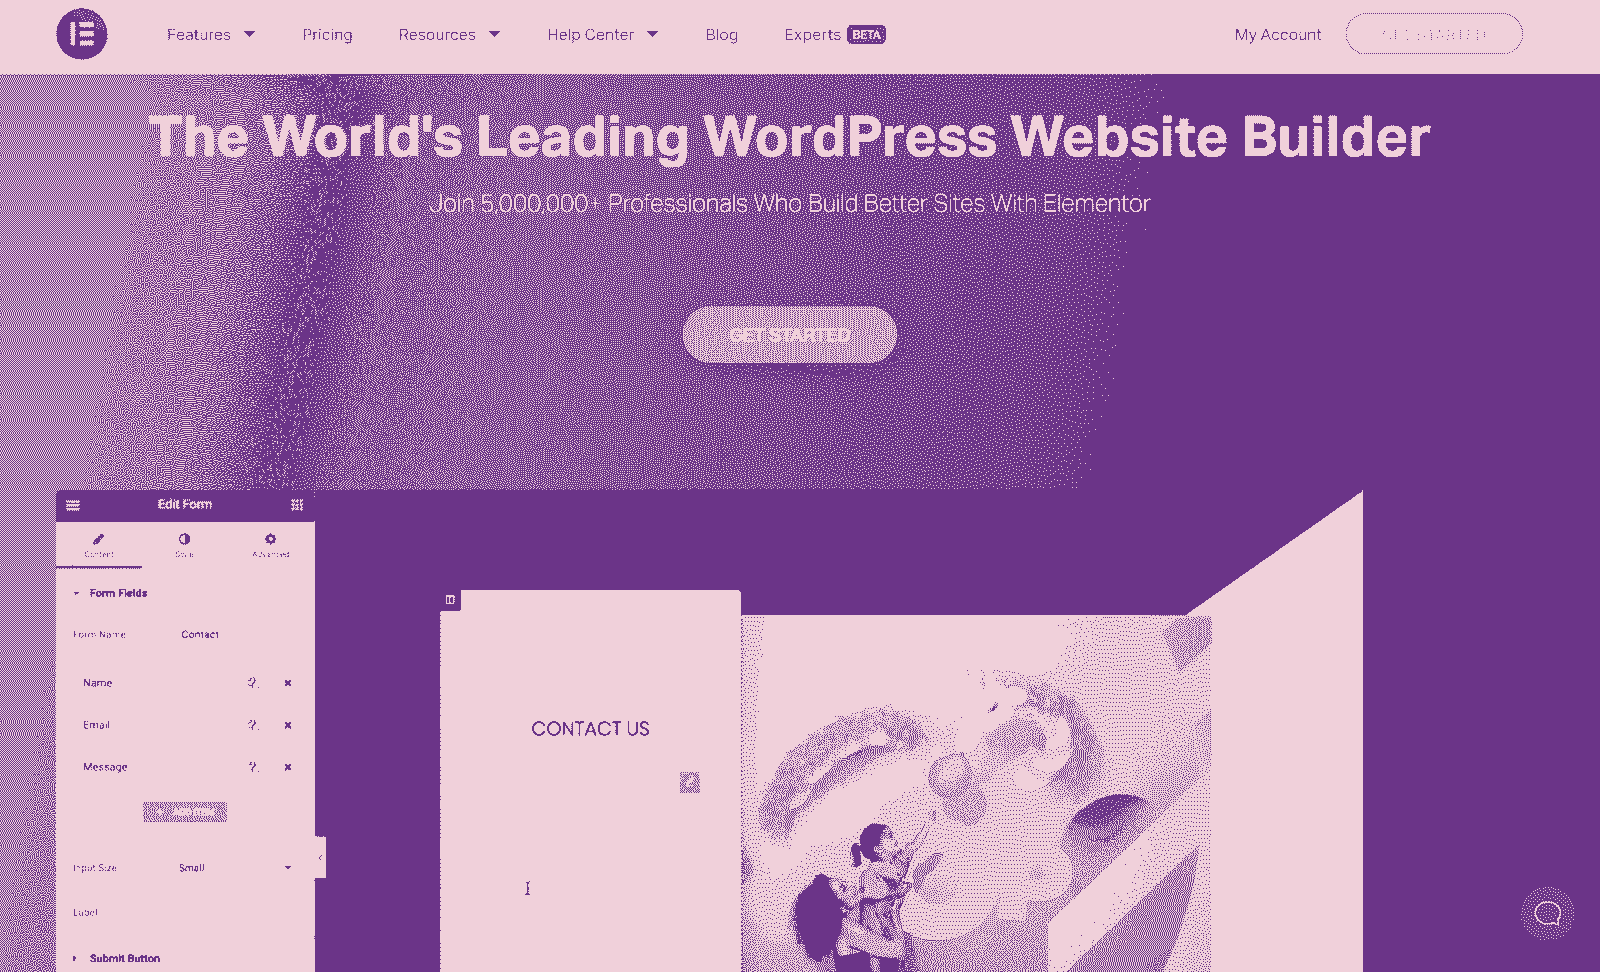 Features
Pricing
Resources
Help Center
Blog
Experts BETA
My Account
GET STARTED
The World's Leading WordPress Website Builder
Join 5,000,000+ Professionals Who Build Better Sites With Elementor
GET STARTED
Edit Form
Content
Style
Advanced
Form Fields
Form Name Contact
Name
Email
Message
Input Size Small
Label
Submit Button
CONTACT US